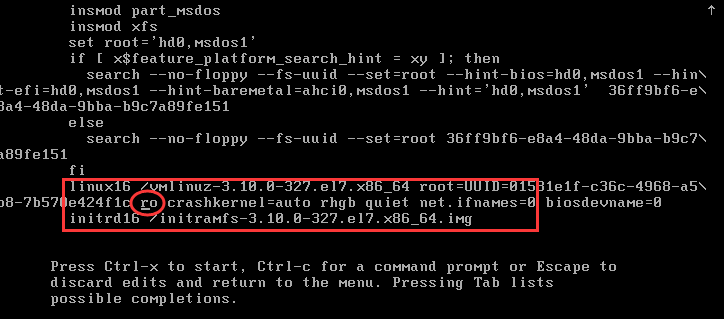 insmod part_msdos
insmod xfs
set root='hd0,msdos1'
if [ x$feature_platform_search_hint = xy ]; then
search --no-floppy --fs-uuid --set=root --hint-bios=hd0,msdos1 --hin\
t-efi=hd0,msdos1 --hint-baremetal=ahci0,msdos1 --hint='hd0,msdos1' 36ff9bf6-e\
8a4-48da-9bba-b9c7a89fe151
else
search --no-floppy --fs-uuid --set=root 36ff9bf6-e8a4-48da-9bba-b9c7\
a89fe151
fi
linux16 /vmlinuz-3.10.0-327.el7.x86_64 root=UUID=01581e1f-c36c-4968-a5\
b8-7b570e424f1c ro crashkernel=auto rhgb quiet net.ifnames=0 biosdevname=0
initrd16 /initramfs-3.10.0-327.el7.x86_64.img
Press Ctrl-x to start, Ctrl-c for a command prompt or Escape to
discard edits and return to the menu. Pressing Tab lists
possible completions.